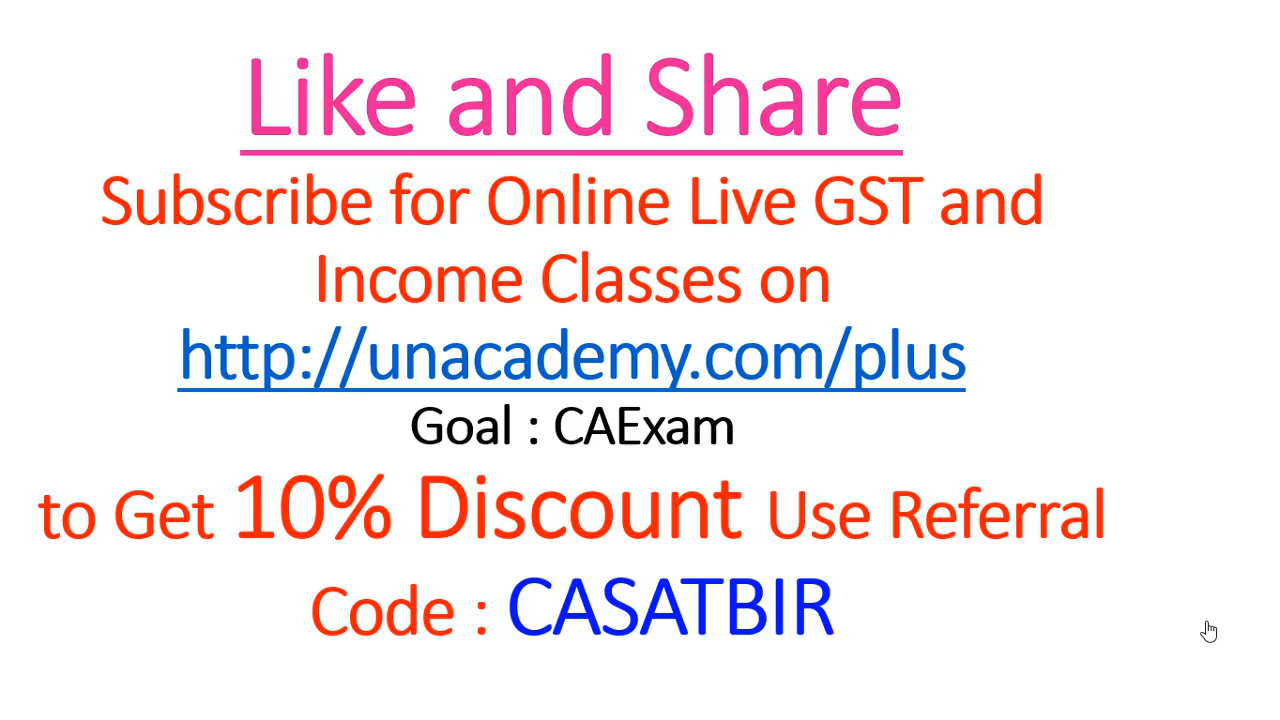 Like and Share
Subscribe for Online Live GST and
Income Classes on
http://unacademy.com/plus
Goal : CAExam
to Get 10% Discount Use Referral
Code : CASATBIR